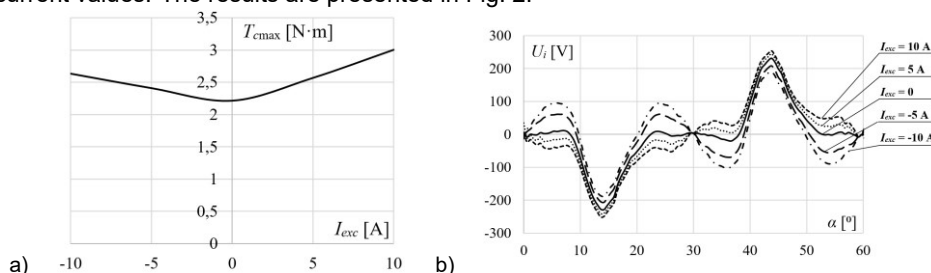 current values. The results are presented in Fig. 2.
3,5
3
2,5
2
1,5
1
0,5
0
Tcmax [N·m]
Iexc [A]
-10
-5
0
5
10
a)
300
200
100
0
-100
-200
-300
Ui [V]
Iexc = 10 A
Iexc = 5 A
Iexc = 0
Iexc = -5 A
Iexc = -10 A
α [º]
0
10
20
30
40
50
60
b)